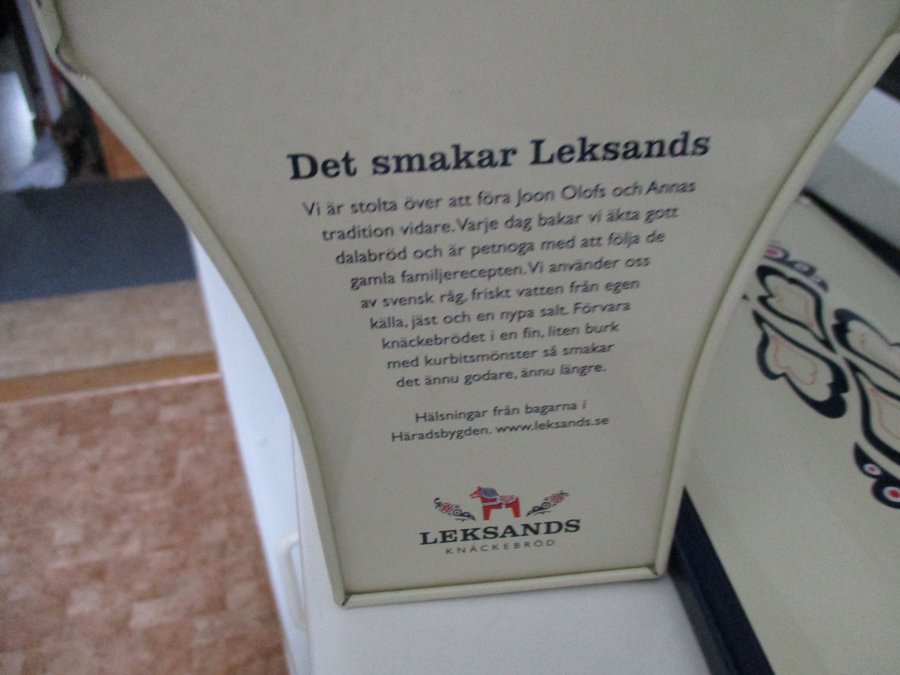 Det smakar Leksands
Vi är stolta över att föra Joon Olofs och Annas
tradition vidare. Varje dag bakar vi äkta gott
dalabröd och är petnoga med att följa de
gamla familjerecepten. Vi använder oss
av svensk råg, friskt vatten från egen
källa, jäst och en nypa salt. Förvara
knäckebrödet i en fin, liten burk
med kurbitsmönster så smakar
det ännu godare, ännu längre.
Hälsningar från bagarna i
Häradsbygden. www.leksands.se
LEKSANDS
KNÄCKEBRÖD